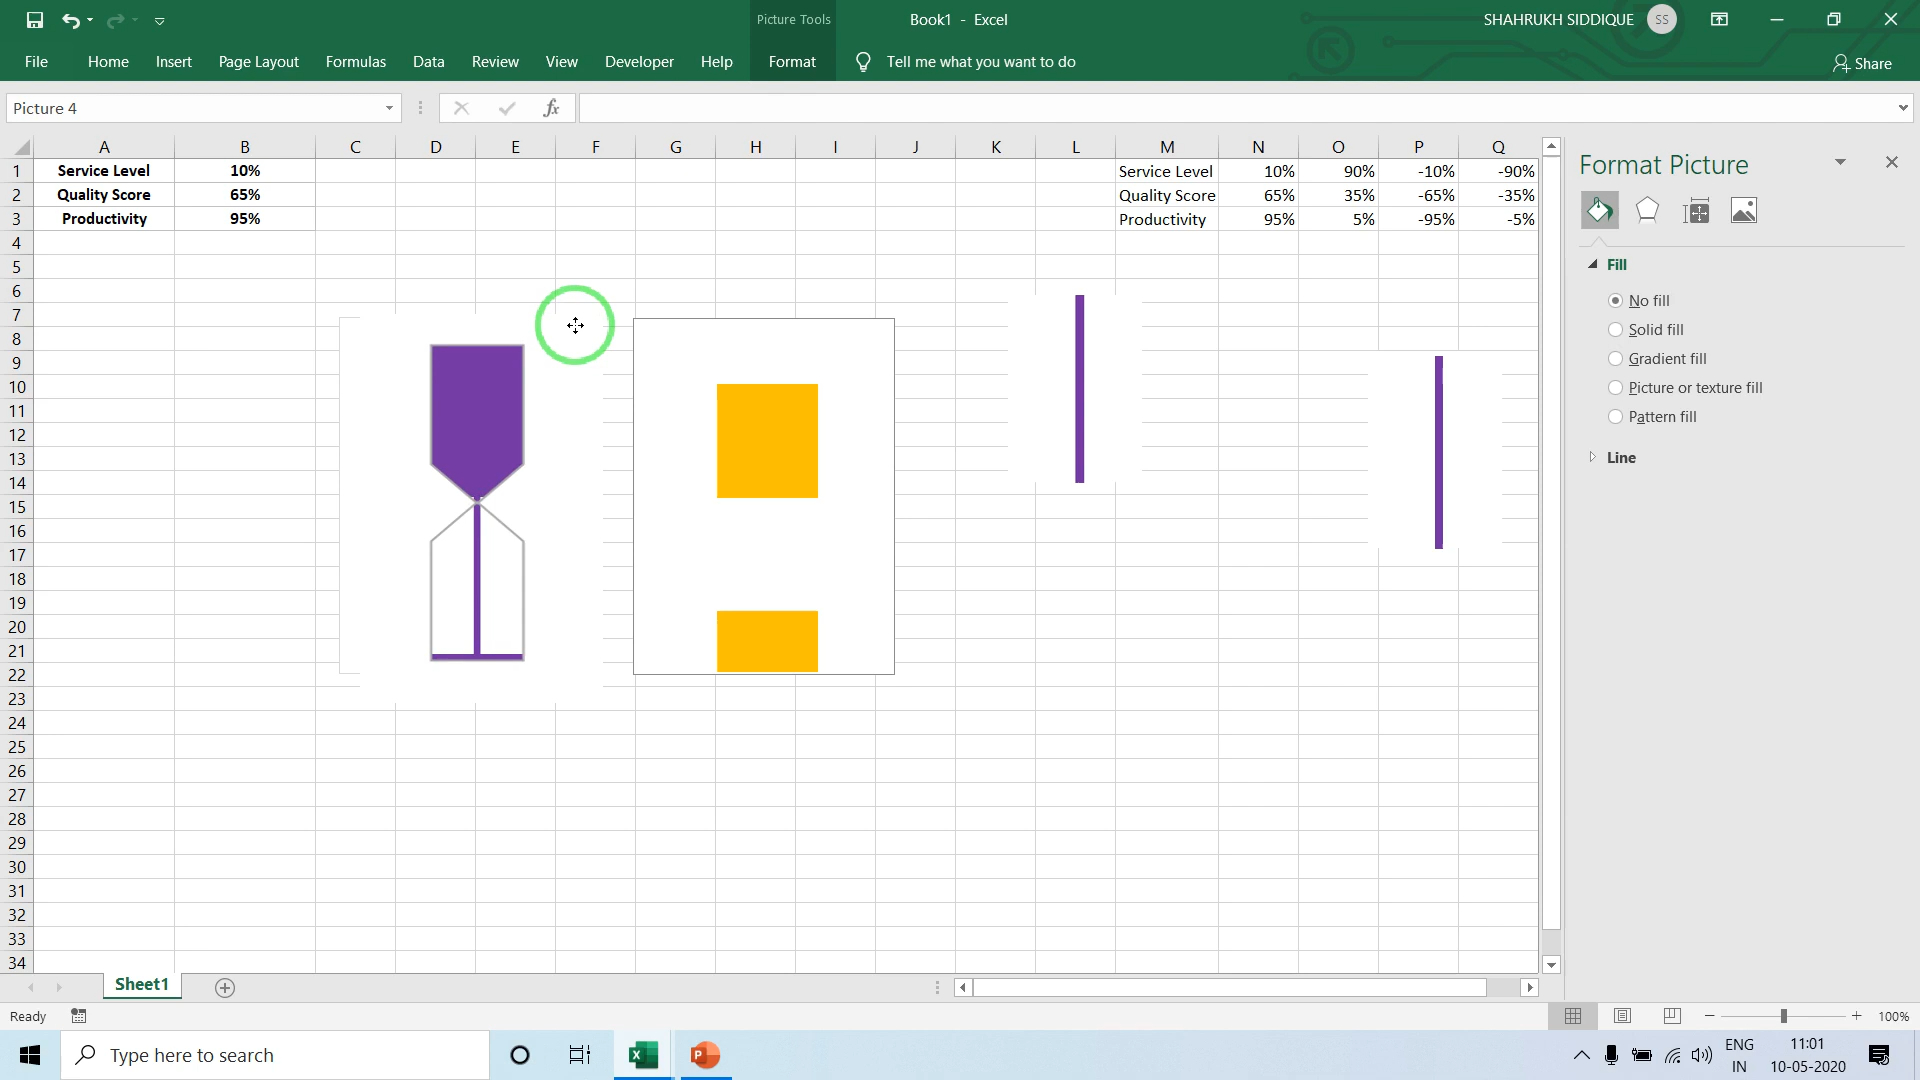 Picture Tools
Book1 - Excel
SHAHRUKH SIDDIQUE
SS
File Home Insert Page Layout Formulas Data Review View Developer Help Format Tell me what you want to do
Share
Picture 4
fx
A B C D E F G H I J K L M N O P Q
1 Service Level 10% Service Level 10% 90% -10% -90%
2 Quality Score 65% Quality Score 65% 35% -65% -35%
3 Productivity 95% Productivity 95% 5% -95% -5%
4
5
6
7
8
9
10
11
12
13
14
15
16
17
18
19
20
21
22
23
24
25
26
27
28
29
30
31
32
33
34
Format Picture
Fill
No fill
Solid fill
Gradient fill
Picture or texture fill
Pattern fill
Line
Sheet1
Ready
100%
Type here to search
ENG
IN
11:01
10-05-2020